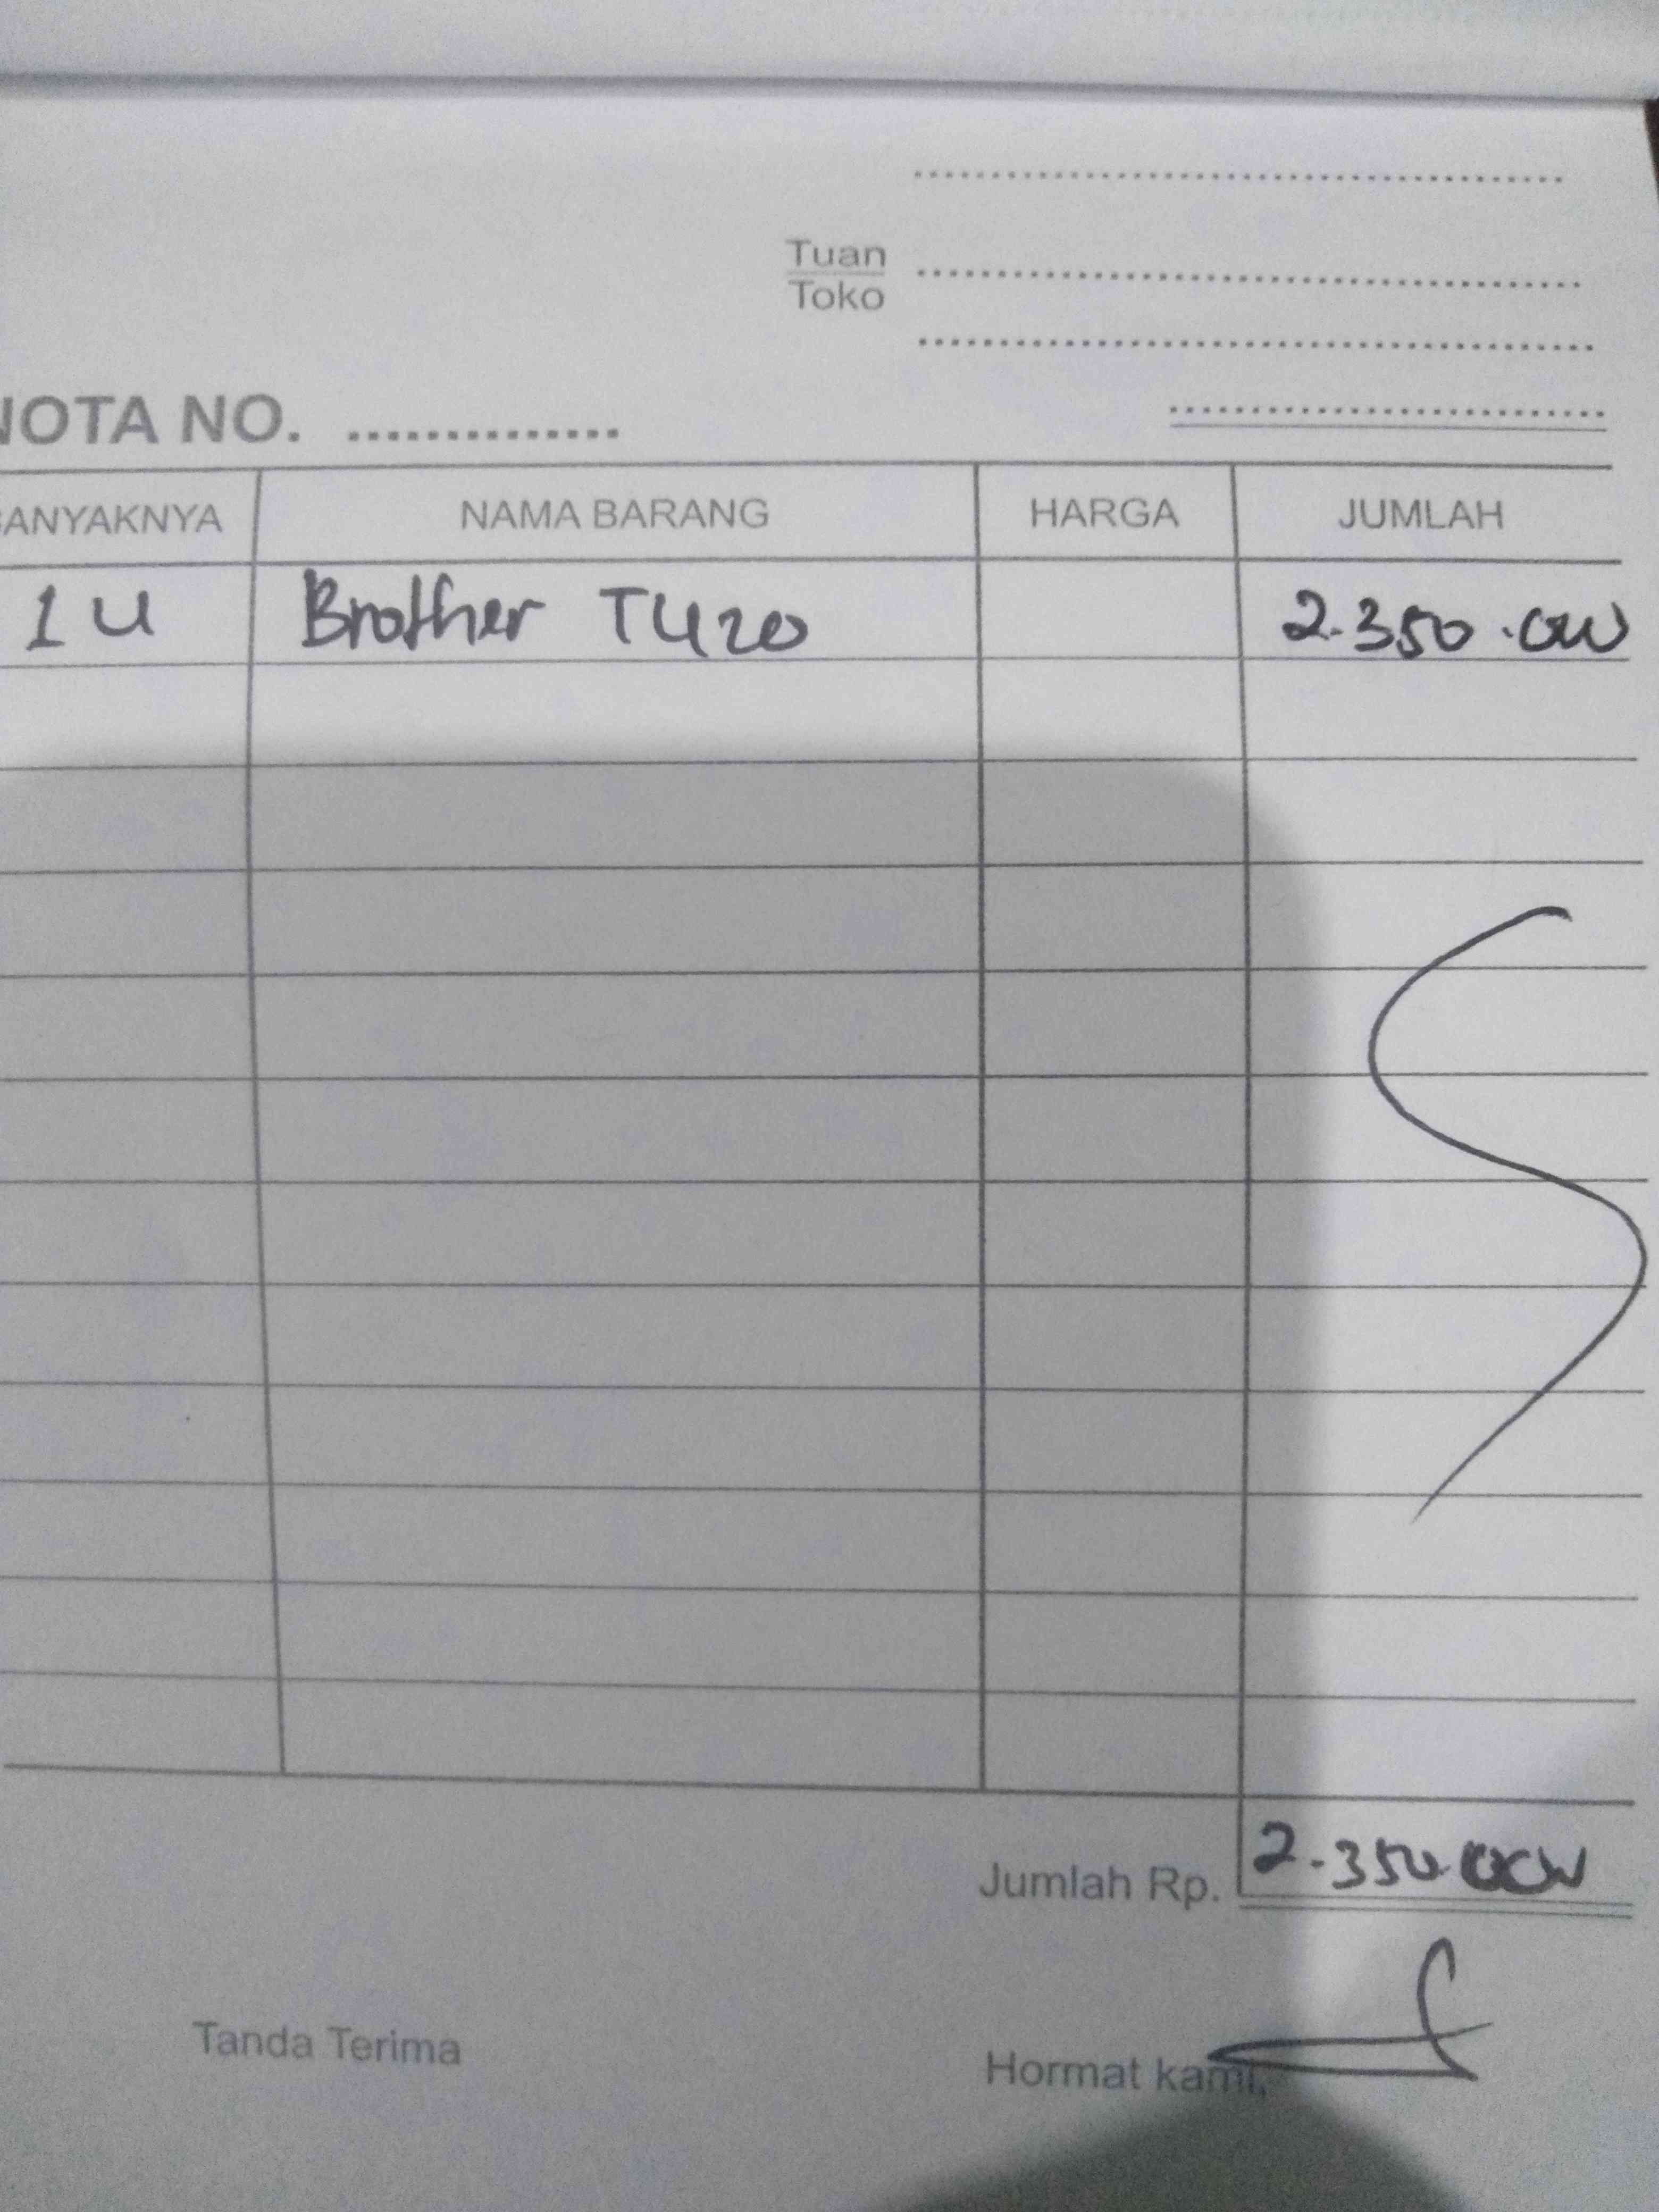 Tuan
Toko
NOTA NO.
BANYAKNYA NAMA BARANG HARGA JUMLAH
1 U Brother T420 2.350.000
Jumlah Rp. 2.350.000
Tanda Terima
Hormat kami,